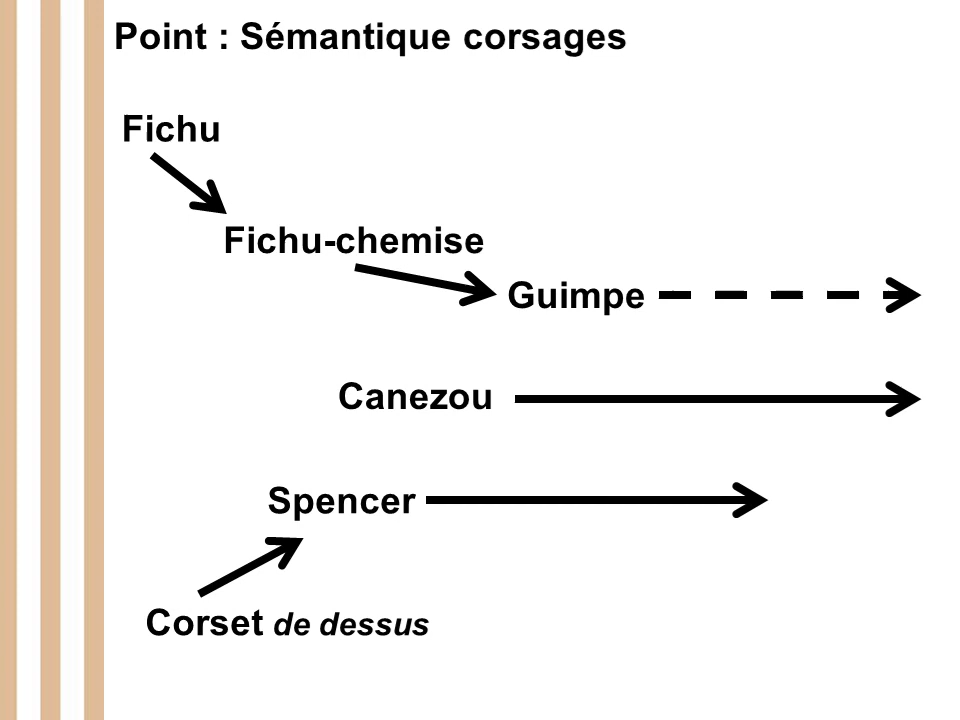 Point : Sémantique corsages
Fichu
Fichu-chemise
Guimpe
Canezou
Spencer
Corset de dessus